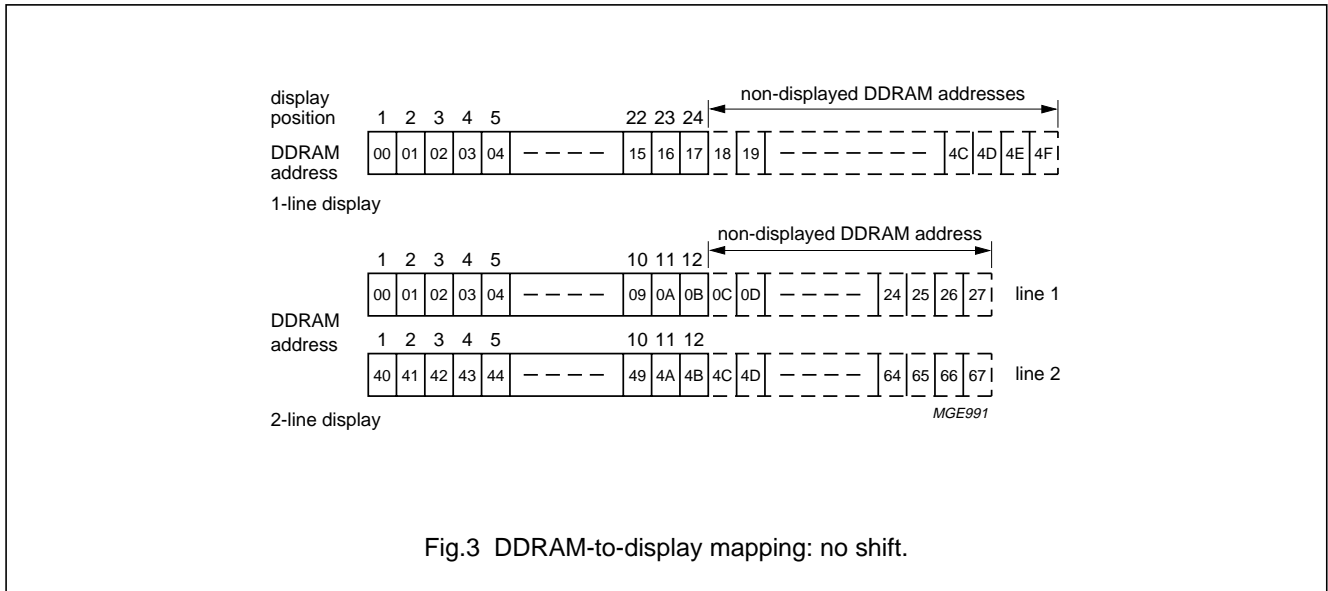 non-displayed DDRAM addresses
display
position
1 2 3 4 5 22 23 24
DDRAM
address
00 01 02 03 04 15 16 17 18 19 4C 4D 4E 4F
1-line display
non-displayed DDRAM address
1 2 3 4 5 10 11 12
00 01 02 03 04 09 0A 0B 0C 0D 24 25 26 27 line 1
DDRAM
address
1 2 3 4 5 10 11 12
40 41 42 43 44 49 4A 4B 4C 4D 64 65 66 67 line 2
MGE991
2-line display
Fig.3 DDRAM-to-display mapping: no shift.